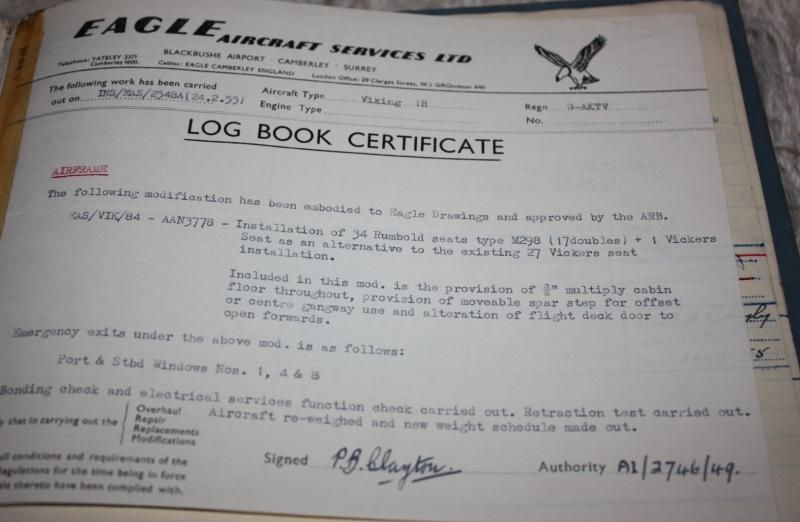 EAGLE AIRCRAFT SERVICES LTD
BLACKBUSHE AIRPORT · CAMBERLEY · SURREY
Telephone: YATELEY 2371
Camberley 1600.
Cables: EAGLE CAMBERLEY ENGLAND
London Office: 29 Clarges Street, W.1 GROsvenor 6411
The following work has been carried
out on INS/EAS/2548A(24.2.55)
Aircraft Type Viking 1B
Engine Type
Regn G-AKTV
No.
LOG BOOK CERTIFICATE
AIRFRAME
The following modification has been embodied to Eagle Drawings and approved by the ARB.
EAS/VIK/84 - AAN3778 - Installation of 34 Rumbold seats type M298 (17doubles) + 1 Vickers
Seat as an alternative to the existing 27 Vickers seat
installation.
Included in this mod. is the provision of ⅜" multiply cabin
floor throughout, provision of moveable spar step for offset
or centre gangway use and alteration of flight deck door to
open forwards.
Emergency exits under the above mod. is as follows:
Port & Stbd Windows Nos. 1, 4 & 8
Bonding check and electrical services function check carried out. Retraction test carried out.
Aircraft re-weighed and new weight schedule made out.
y that in carrying out the
Overhaul
Repair
Replacements
Modifications
all conditions and requirements of the
Regulations for the time being in force
thereto have been complied with.
Signed P.B. Clayton.
Authority A1/2746/49.